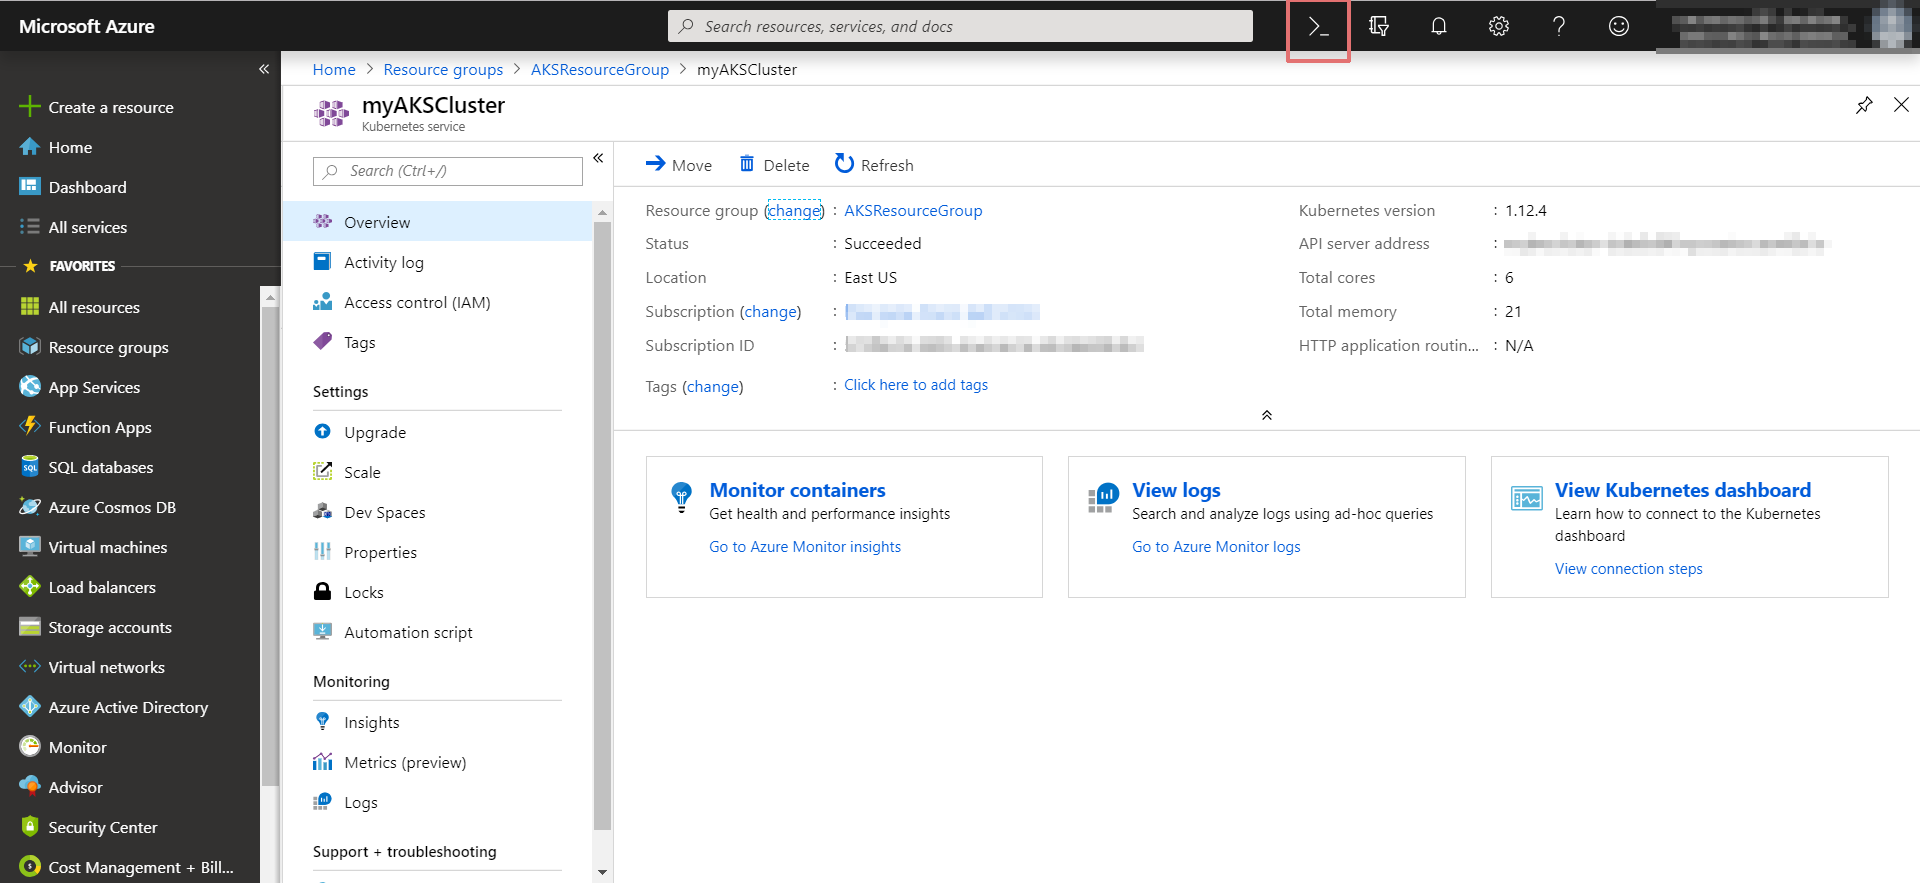 Microsoft Azure
Search resources, services, and docs
Create a resource
Home
Dashboard
All services
FAVORITES
All resources
Resource groups
App Services
Function Apps
SQL databases
Azure Cosmos DB
Virtual machines
Load balancers
Storage accounts
Virtual networks
Azure Active Directory
Monitor
Advisor
Security Center
Cost Management + Bill...
Home > Resource groups > AKSResourceGroup > myAKSCluster
myAKSCluster
Kubernetes service
Search (Ctrl+/)
Overview
Activity log
Access control (IAM)
Tags
Settings
Upgrade
Scale
Dev Spaces
Properties
Locks
Automation script
Monitoring
Insights
Metrics (preview)
Logs
Support + troubleshooting
Move Delete Refresh
Resource group (change) : AKSResourceGroup
Status : Succeeded
Location : East US
Subscription (change) :
Subscription ID :
Tags (change) : Click here to add tags
Kubernetes version : 1.12.4
API server address :
Total cores : 6
Total memory : 21
HTTP application routin... : N/A
Monitor containers
Get health and performance insights
Go to Azure Monitor insights
View logs
Search and analyze logs using ad-hoc queries
Go to Azure Monitor logs
View Kubernetes dashboard
Learn how to connect to the Kubernetes
dashboard
View connection steps